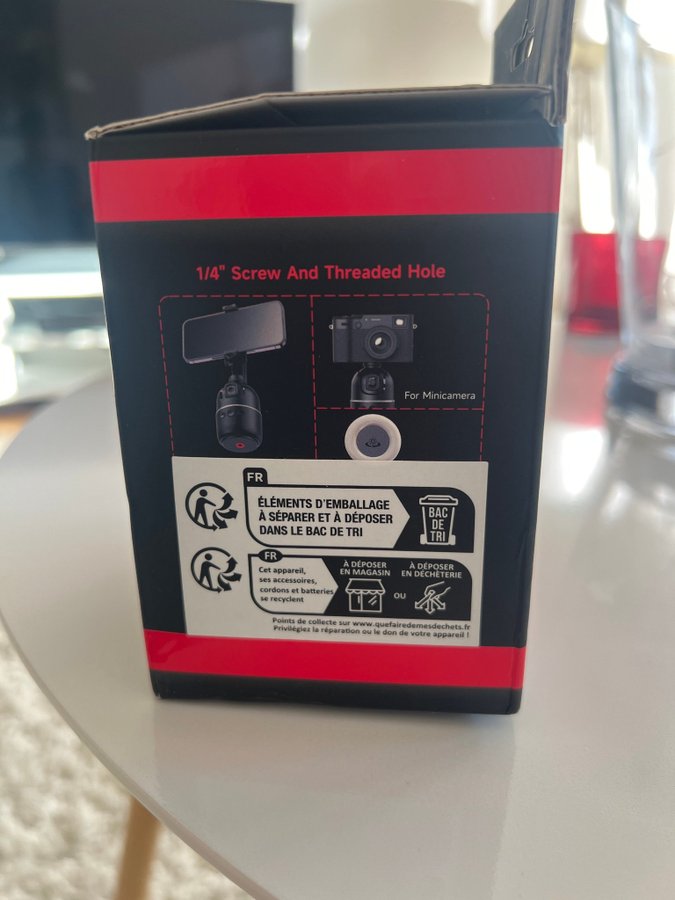 1/4" Screw And Threaded Hole
For Minicamera
FR
ÉLÉMENTS D'EMBALLAGE
À SÉPARER ET À DÉPOSER
DANS LE BAC DE TRI
BAC
DE
TRI
FR
Cet appareil,
ses accessoires,
cordons et batteries
se recyclent
À DÉPOSER
EN MAGASIN
OU
À DÉPOSER
EN DÉCHÈTERIE
Points de collecte sur www.quefairedemesdechets.fr
Privilégiez la réparation ou le don de votre appareil !